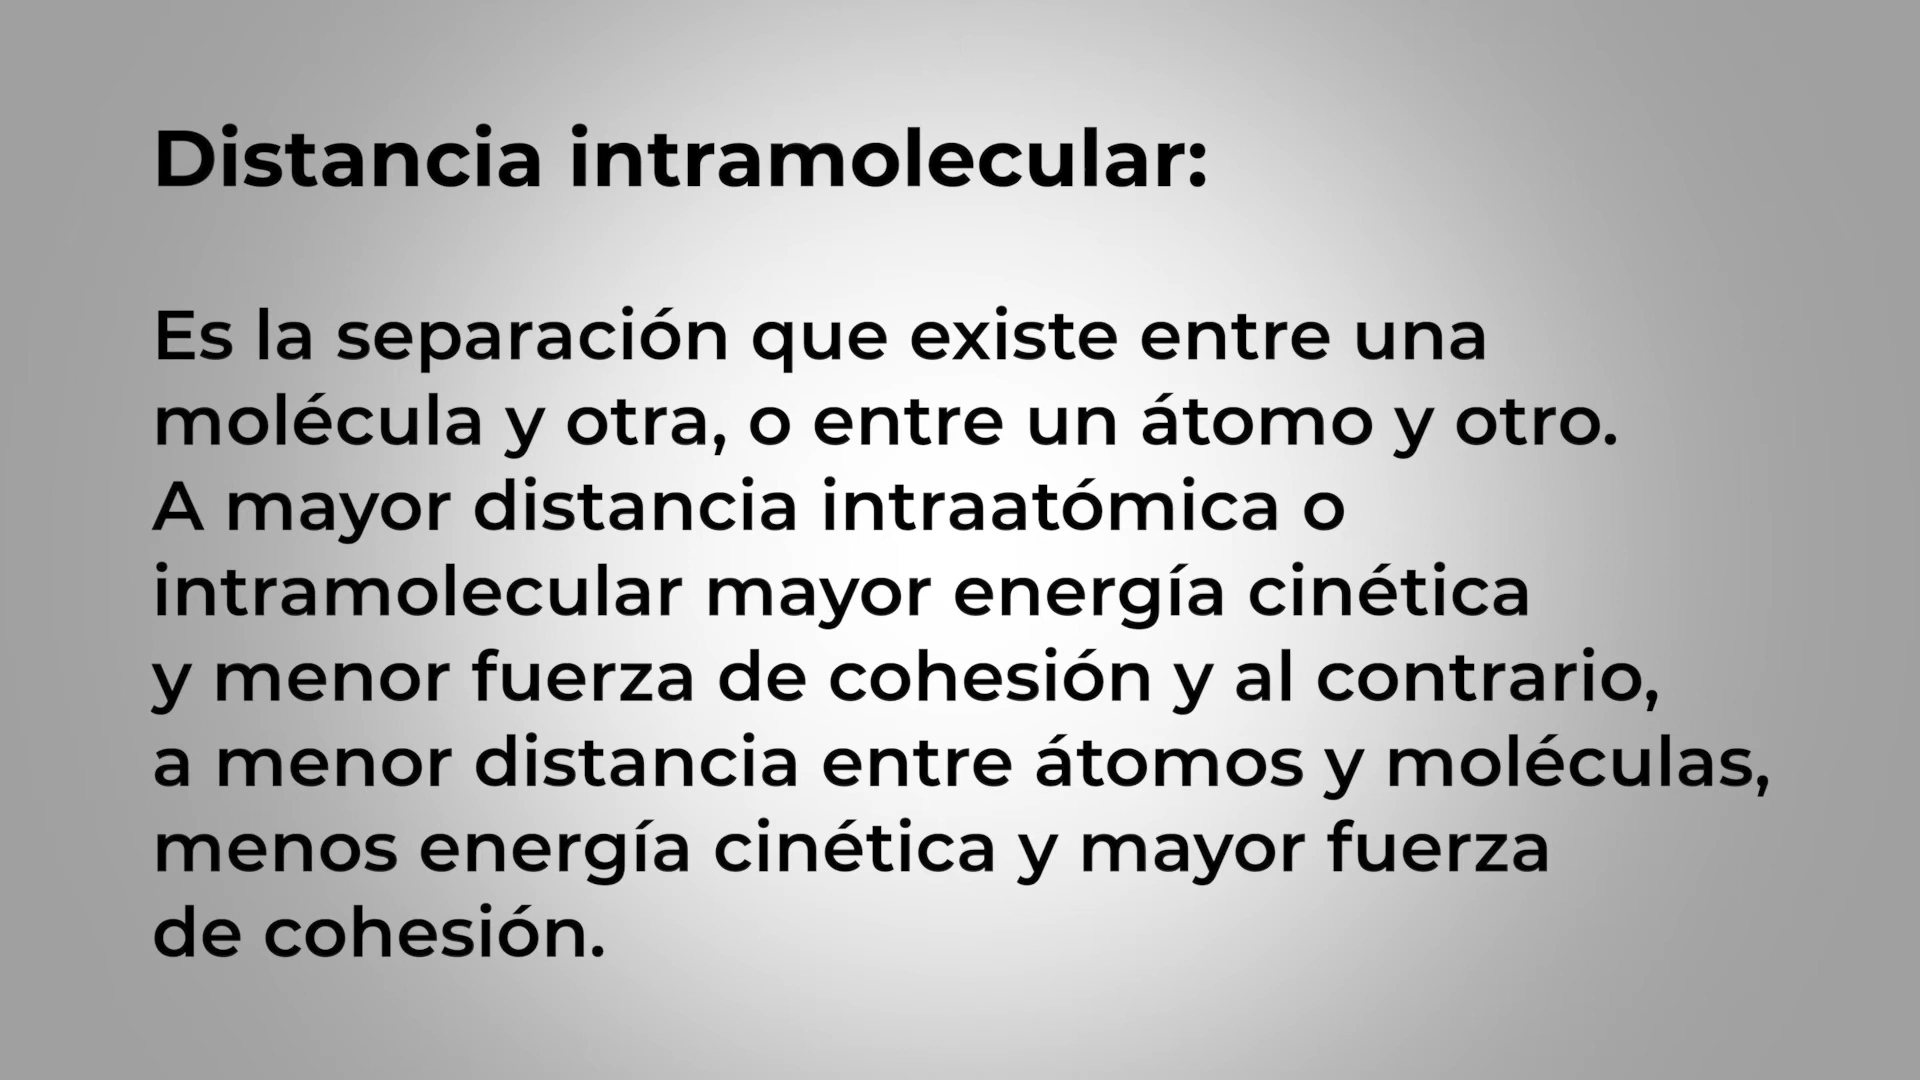 Distancia intramolecular:
Es la separación que existe entre una
molécula y otra, o entre un átomo y otro.
A mayor distancia intraatómica o
intramolecular mayor energía cinética
y menor fuerza de cohesión y al contrario,
a menor distancia entre átomos y moléculas,
menos energía cinética y mayor fuerza
de cohesión.